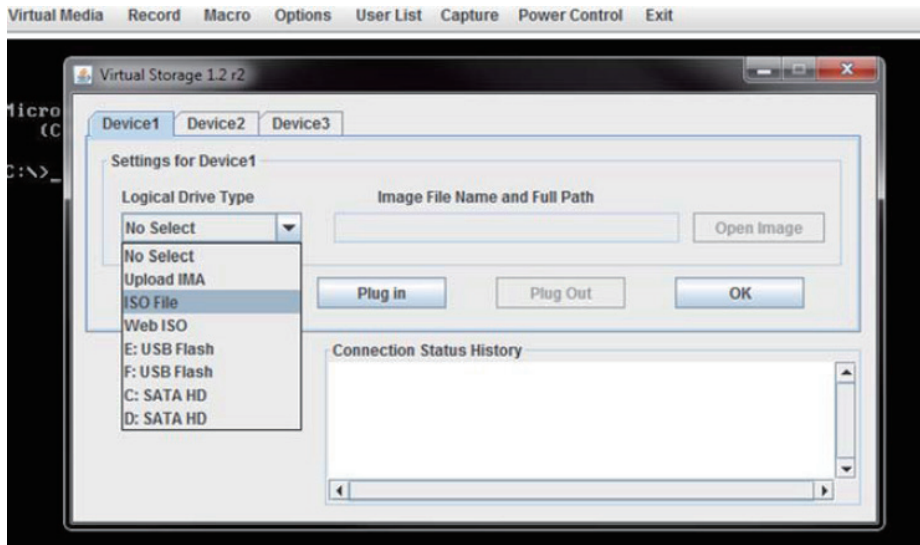 Virtual Media Record Macro Options User List Capture Power Control Exit
Virtual Storage 1.2 r2
Micro
(C
C:\>_
Device1 Device2 Device3
Settings for Device1
Logical Drive Type Image File Name and Full Path
No Select Open Image
No Select
Upload IMA
ISO File
Web ISO
E: USB Flash
F: USB Flash
C: SATA HD
D: SATA HD
Plug in Plug Out OK
Connection Status History